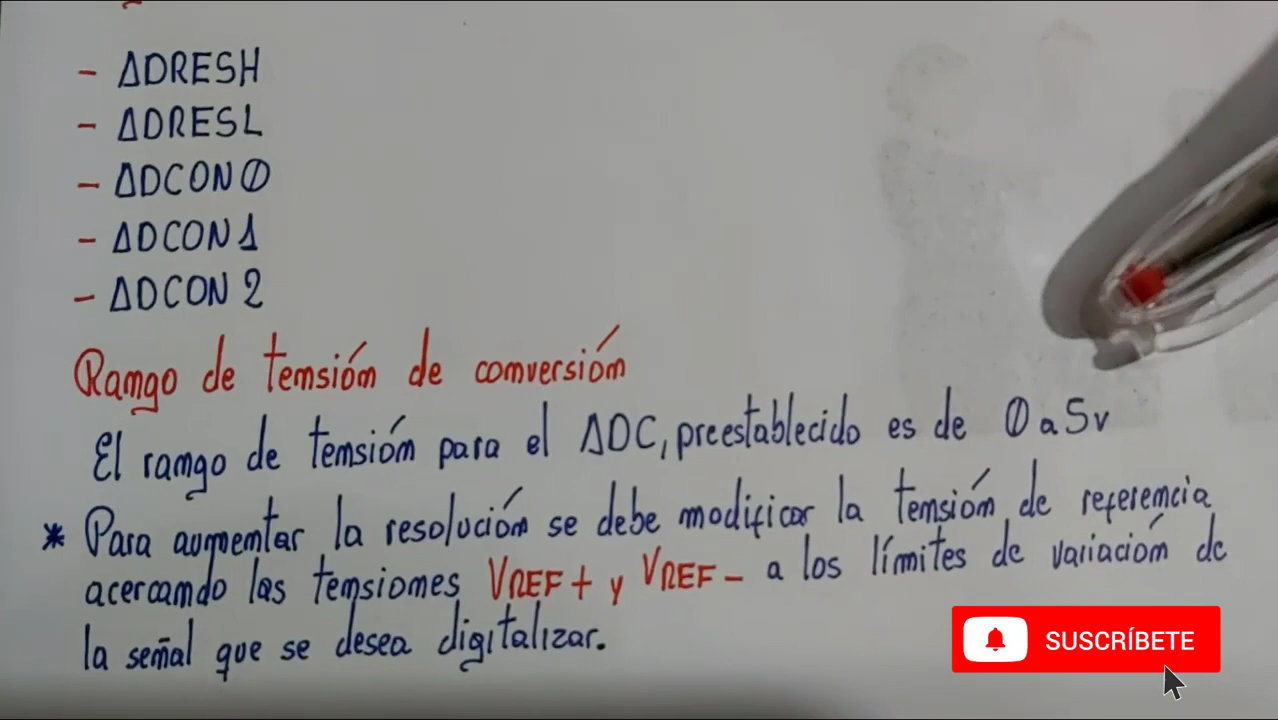 - ADRESH
- ADRESL
- ADCON0
- ADCON1
- ADCON2
Rango de tensión de conversión
El rango de tensión para el ADC, preestablecido es de 0 a 5v
* Para aumentar la resolución se debe modificar la tensión de referencia
acercando las tensiones VREF+ y VREF- a los límites de variación de
la señal que se desea digitalizar.
SUSCRÍBETE